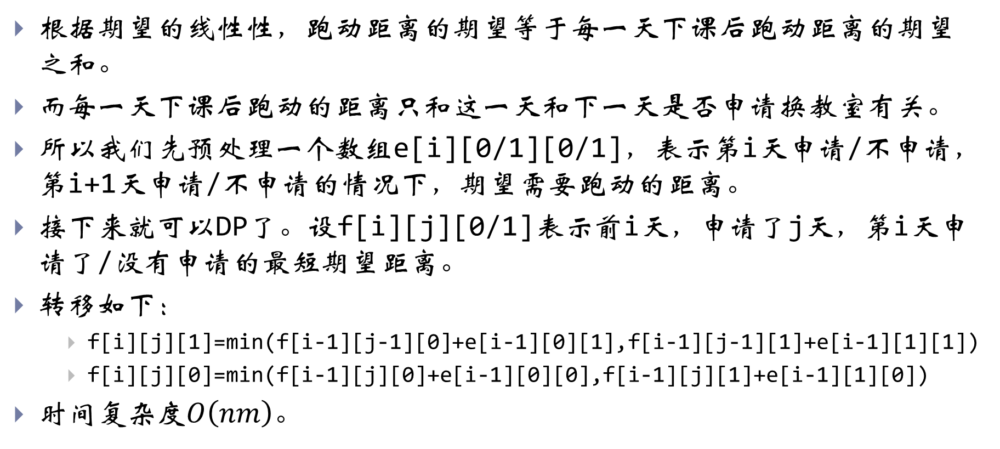 根据期望的线性性，跑动距离的期望等于每一天下课后跑动距离的期望
之和。
而每一天下课后跑动的距离只和这一天和下一天是否申请换教室有关。
所以我们先预处理一个数组e[i][0/1][0/1]，表示第i天申请/不申请，
第i+1天申请/不申请的情况下，期望需要跑动的距离。
接下来就可以DP了。设f[i][j][0/1]表示前i天，申请了j天，第i天申
请了/没有申请的最短期望距离。
转移如下：
f[i][j][1]=min(f[i-1][j-1][0]+e[i-1][0][1],f[i-1][j-1][1]+e[i-1][1][1])
f[i][j][0]=min(f[i-1][j][0]+e[i-1][0][0],f[i-1][j][1]+e[i-1][1][0])
时间复杂度O(nm)。